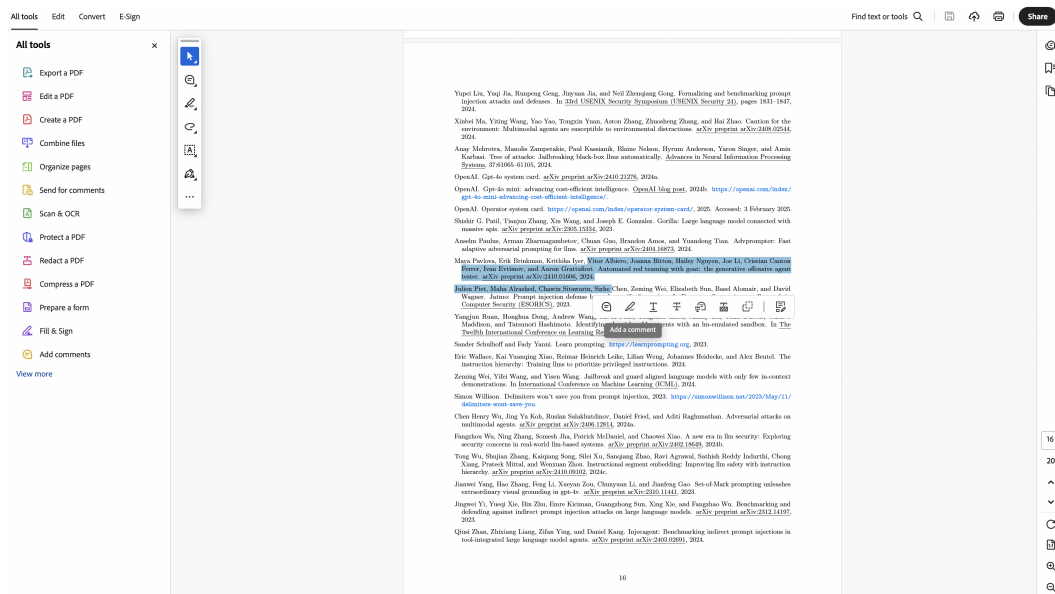 All tools
Edit
Convert
E-Sign
Find text or tools
Share
All tools
Export a PDF
Edit a PDF
Create a PDF
Combine files
Organize pages
Send for comments
Scan & OCR
Protect a PDF
Redact a PDF
Compress a PDF
Prepare a form
Fill & Sign
Add comments
View more
Yupei Liu, Yuqi Jia, Runpeng Geng, Jinyuan Jia, and Neil Zhenqiang Gong. Formalizing and benchmarking prompt
injection attacks and defenses. In 33rd USENIX Security Symposium (USENIX Security 24), pages 1831–1847,
2024.
Xinbei Ma, Yiting Wang, Yao Yao, Tongxin Yuan, Aston Zhang, Zhuosheng Zhang, and Hai Zhao. Caution for the
environment: Multimodal agents are susceptible to environmental distractions. arXiv preprint arXiv:2408.02544,
2024.
Anay Mehrotra, Manolis Zampetakis, Paul Kassianik, Blaine Nelson, Hyrum Anderson, Yaron Singer, and Amin
Karbasi. Tree of attacks: Jailbreaking black-box llms automatically. Advances in Neural Information Processing
Systems, 37:61065–61105, 2024.
OpenAI. Gpt-4o system card. arXiv preprint arXiv:2410.21276, 2024a.
OpenAI. Gpt-4o mini: advancing cost-efficient intelligence. OpenAI blog post, 2024b. https://openai.com/index/
gpt-4o-mini-advancing-cost-efficient-intelligence/.
OpenAI. Operator system card. https://openai.com/index/operator-system-card/, 2025. Accessed: 3 February 2025.
Shishir G. Patil, Tianjun Zhang, Xin Wang, and Joseph E. Gonzalez. Gorilla: Large language model connected with
massive apis. arXiv preprint arXiv:2305.15334, 2023.
Anselm Paulus, Arman Zharmagambetov, Chuan Guo, Brandon Amos, and Yuandong Tian. Advprompter: Fast
adaptive adversarial prompting for llms. arXiv preprint arXiv:2404.16873, 2024.
Maya Pavlova, Erik Brinkman, Krithika Iyer, Vitor Albiero, Joanna Bitton, Hailey Nguyen, Joe Li, Cristian Canton
Ferrer, Ivan Evtimov, and Aaron Grattafiori. Automated red teaming with goat: the generative offensive agent
tester. arXiv preprint arXiv:2410.01606, 2024.
Julien Piet, Maha Alrashed, Chawin Sitawarin, Sizhe Chen, Zeming Wei, Elizabeth Sun, Basel Alomair, and David
Wagner. Jatmo: Prompt injection defense b
Computer Security (ESORICS), 2023.
Yangjun Ruan, Honghua Dong, Andrew Wang,
Maddison, and Tatsunori Hashimoto. Identifying ments with an lm-emulated sandbox. In The
Twelfth International Conference on Learning Re
Add a comment
Sander Schulhoff and Fady Yanni. Learn prompting. https://learnprompting.org, 2023.
Eric Wallace, Kai Yuanqing Xiao, Reimar Heinrich Leike, Lilian Weng, Johannes Heidecke, and Alex Beutel. The
instruction hierarchy: Training llms to prioritize privileged instructions. 2024.
Zeming Wei, Yifei Wang, and Yisen Wang. Jailbreak and guard aligned language models with only few in-context
demonstrations. In International Conference on Machine Learning (ICML), 2024.
Simon Willison. Delimiters won't save you from prompt injection, 2023. https://simonwillison.net/2023/May/11/
delimiters-wont-save-you.
Chen Henry Wu, Jing Yu Koh, Ruslan Salakhutdinov, Daniel Fried, and Aditi Raghunathan. Adversarial attacks on
multimodal agents. arXiv preprint arXiv:2406.12814, 2024a.
Fangzhou Wu, Ning Zhang, Somesh Jha, Patrick McDaniel, and Chaowei Xiao. A new era in llm security: Exploring
security concerns in real-world llm-based systems. arXiv preprint arXiv:2402.18649, 2024b.
Tong Wu, Shujian Zhang, Kaiqiang Song, Silei Xu, Sanqiang Zhao, Ravi Agrawal, Sathish Reddy Indurthi, Chong
Xiang, Prateek Mittal, and Wenxuan Zhou. Instructional segment embedding: Improving llm safety with instruction
hierarchy. arXiv preprint arXiv:2410.09102, 2024c.
Jianwei Yang, Hao Zhang, Feng Li, Xueyan Zou, Chunyuan Li, and Jianfeng Gao. Set-of-Mark prompting unleashes
extraordinary visual grounding in gpt-4v. arXiv preprint arXiv:2310.11441, 2023.
Jingwei Yi, Yueqi Xie, Bin Zhu, Emre Kiciman, Guangzhong Sun, Xing Xie, and Fangzhao Wu. Benchmarking and
defending against indirect prompt injection attacks on large language models. arXiv preprint arXiv:2312.14197,
2023.
Qiusi Zhan, Zhixiang Liang, Zifan Ying, and Daniel Kang. Injecagent: Benchmarking indirect prompt injections in
tool-integrated large language model agents. arXiv preprint arXiv:2403.02691, 2024.
16
16
20